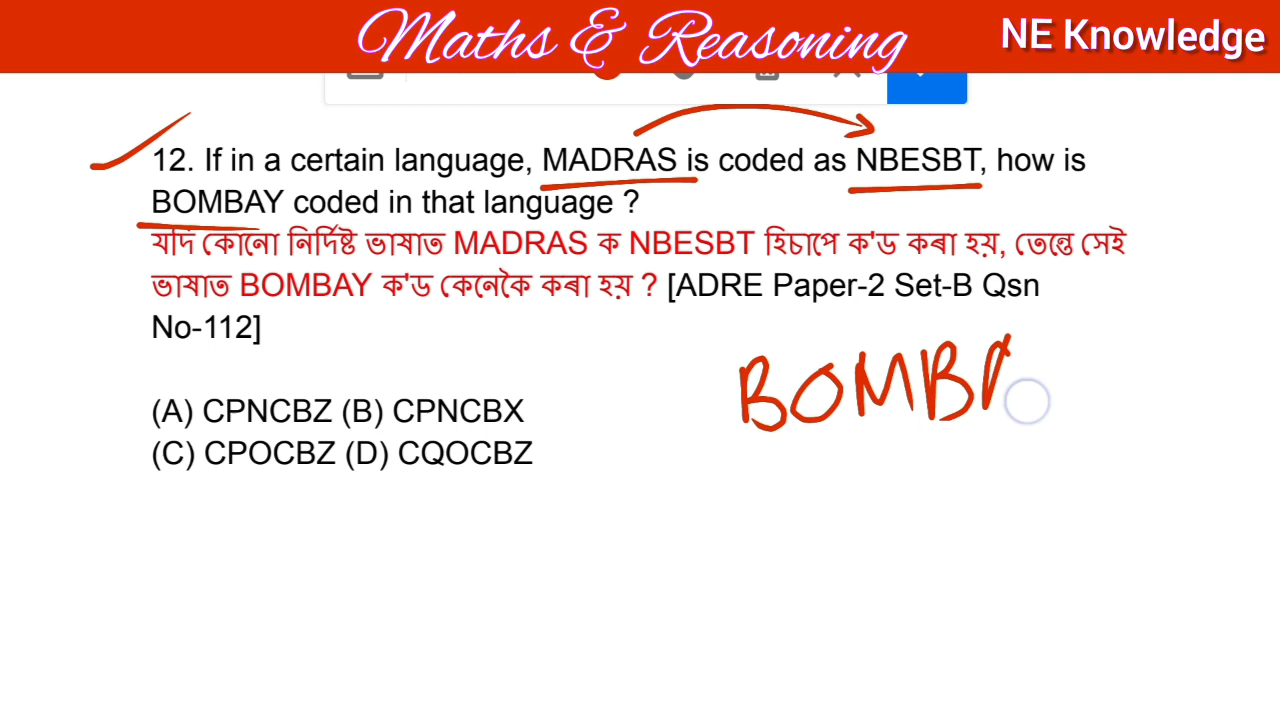 Maths & Reasoning
NE Knowledge
12. If in a certain language, MADRAS is coded as NBESBT, how is
BOMBAY coded in that language ?
যদি কোনো নিৰ্দিষ্ট ভাষাত MADRAS ক NBESBT হিচাপে ক'ড কৰা হয়, তেন্তে সেই
ভাষাত BOMBAY ক'ড কেনেকৈ কৰা হয় ? [ADRE Paper-2 Set-B Qsn
No-112]
BOMB
(A) CPNCBZ (B) CPNCBX
(C) CPOCBZ (D) CQOCBZ